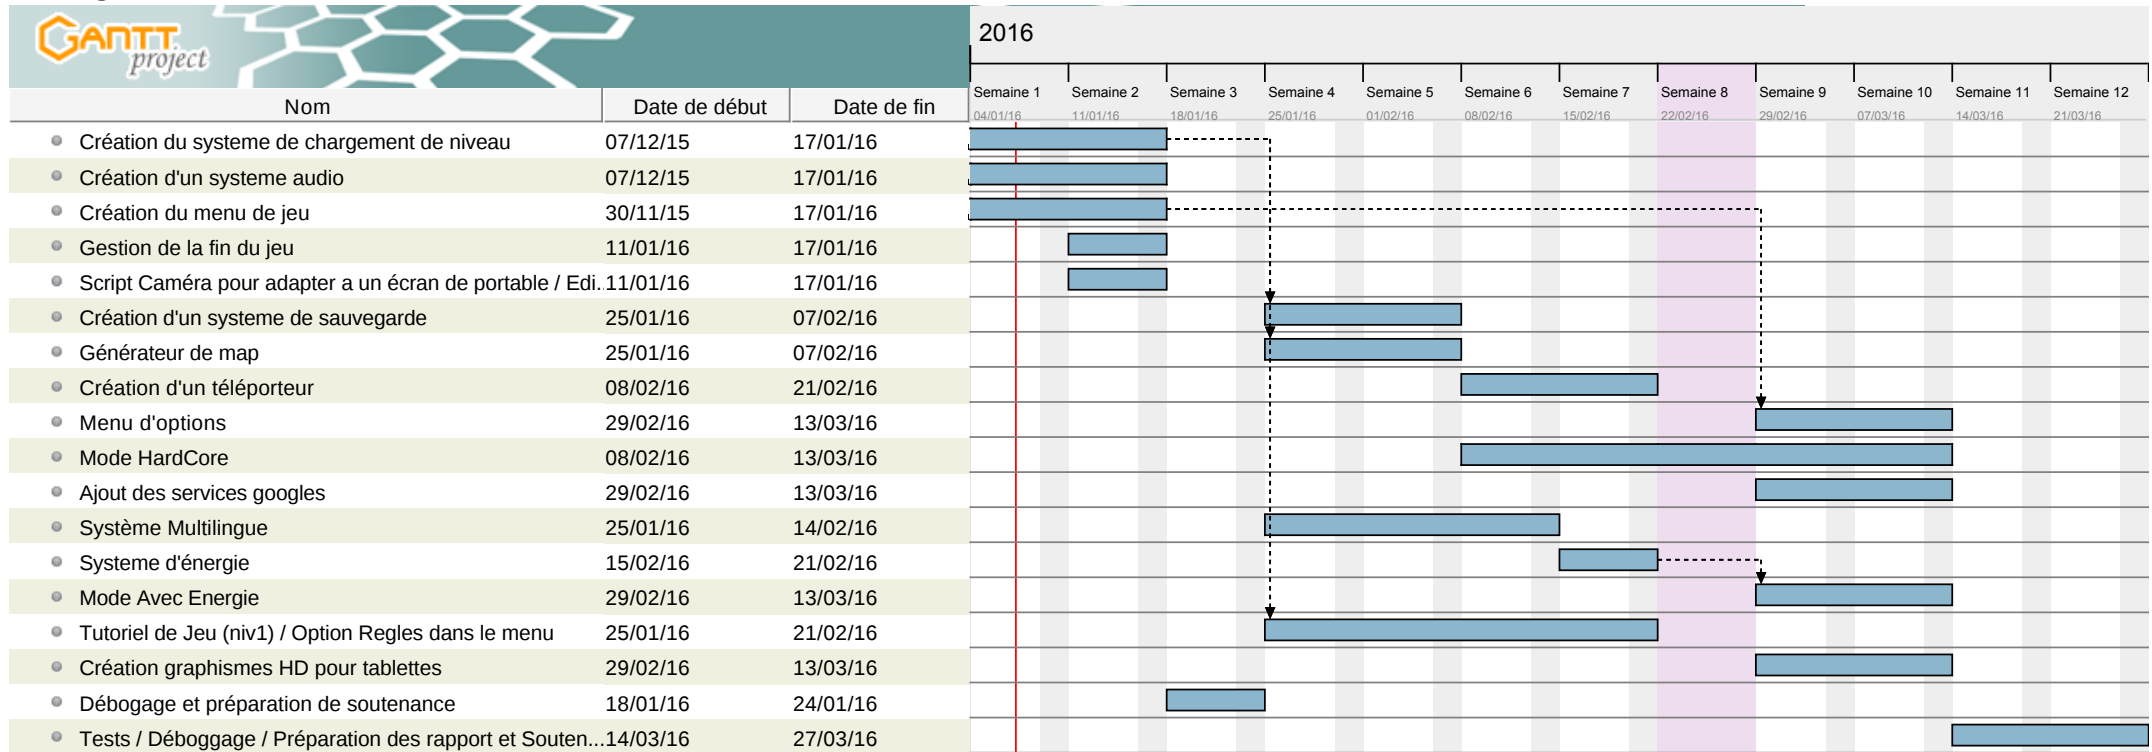 GANTT
project
2016
Nom Date de début Date de fin
Semaine 1 Semaine 2 Semaine 3 Semaine 4 Semaine 5 Semaine 6 Semaine 7 Semaine 8 Semaine 9 Semaine 10 Semaine 11 Semaine 12
04/01/16 11/01/16 18/01/16 25/01/16 01/02/16 08/02/16 15/02/16 22/02/16 29/02/16 07/03/16 14/03/16 21/03/16
Création du systeme de chargement de niveau 07/12/15 17/01/16
Création d'un systeme audio 07/12/15 17/01/16
Création du menu de jeu 30/11/15 17/01/16
Gestion de la fin du jeu 11/01/16 17/01/16
Script Caméra pour adapter a un écran de portable / Edi.. 11/01/16 17/01/16
Création d'un systeme de sauvegarde 25/01/16 07/02/16
Générateur de map 25/01/16 07/02/16
Création d'un téléporteur 08/02/16 21/02/16
Menu d'options 29/02/16 13/03/16
Mode HardCore 08/02/16 13/03/16
Ajout des services googles 29/02/16 13/03/16
Système Multilingue 25/01/16 14/02/16
Systeme d'énergie 15/02/16 21/02/16
Mode Avec Energie 29/02/16 13/03/16
Tutoriel de Jeu (niv1) / Option Regles dans le menu 25/01/16 21/02/16
Création graphismes HD pour tablettes 29/02/16 13/03/16
Débogage et préparation de soutenance 18/01/16 24/01/16
Tests / Déboggage / Préparation des rapport et Souten... 14/03/16 27/03/16